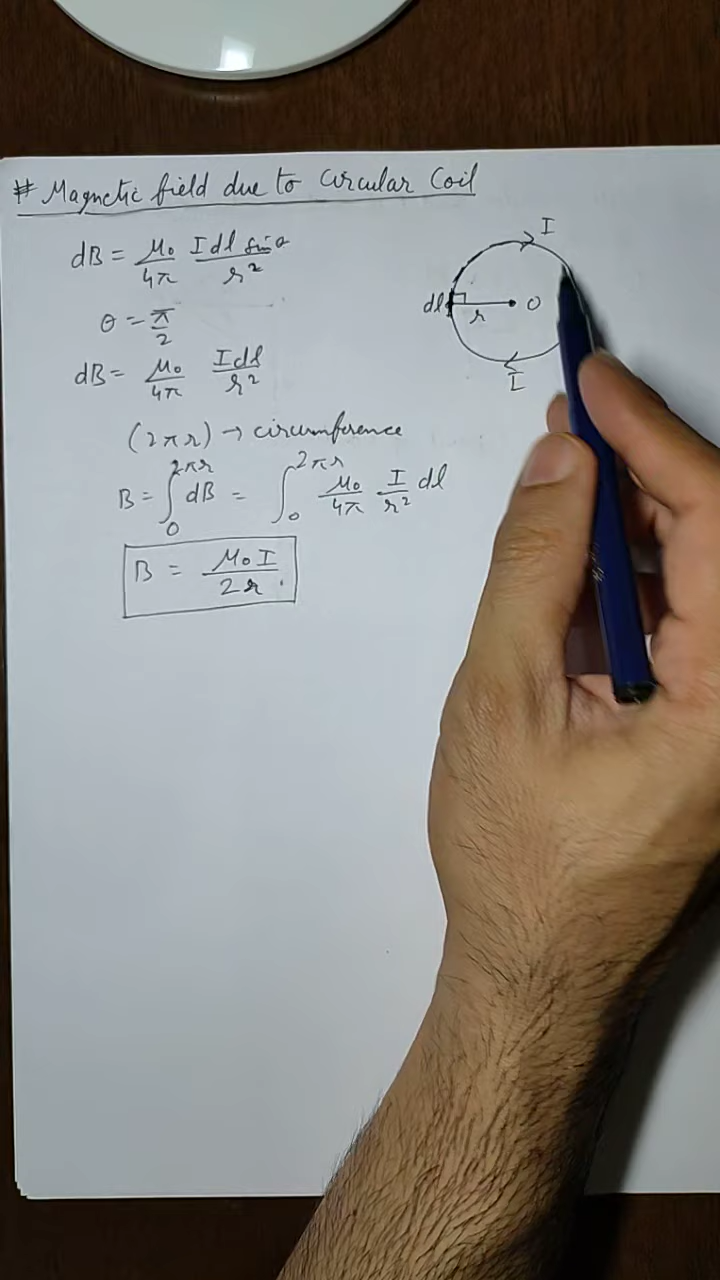 # Magnetic field due to Circular Coil
dB = μ₀/4π Idl sinθ/r²
θ = π/2
dB = μ₀/4π Idl/r²
(2πr) → circumference
B = ∫₀^2πr dB = ∫₀^2πr μ₀/4π I/r² dl
B = μ₀I/2r.
I
dl
r
O
I